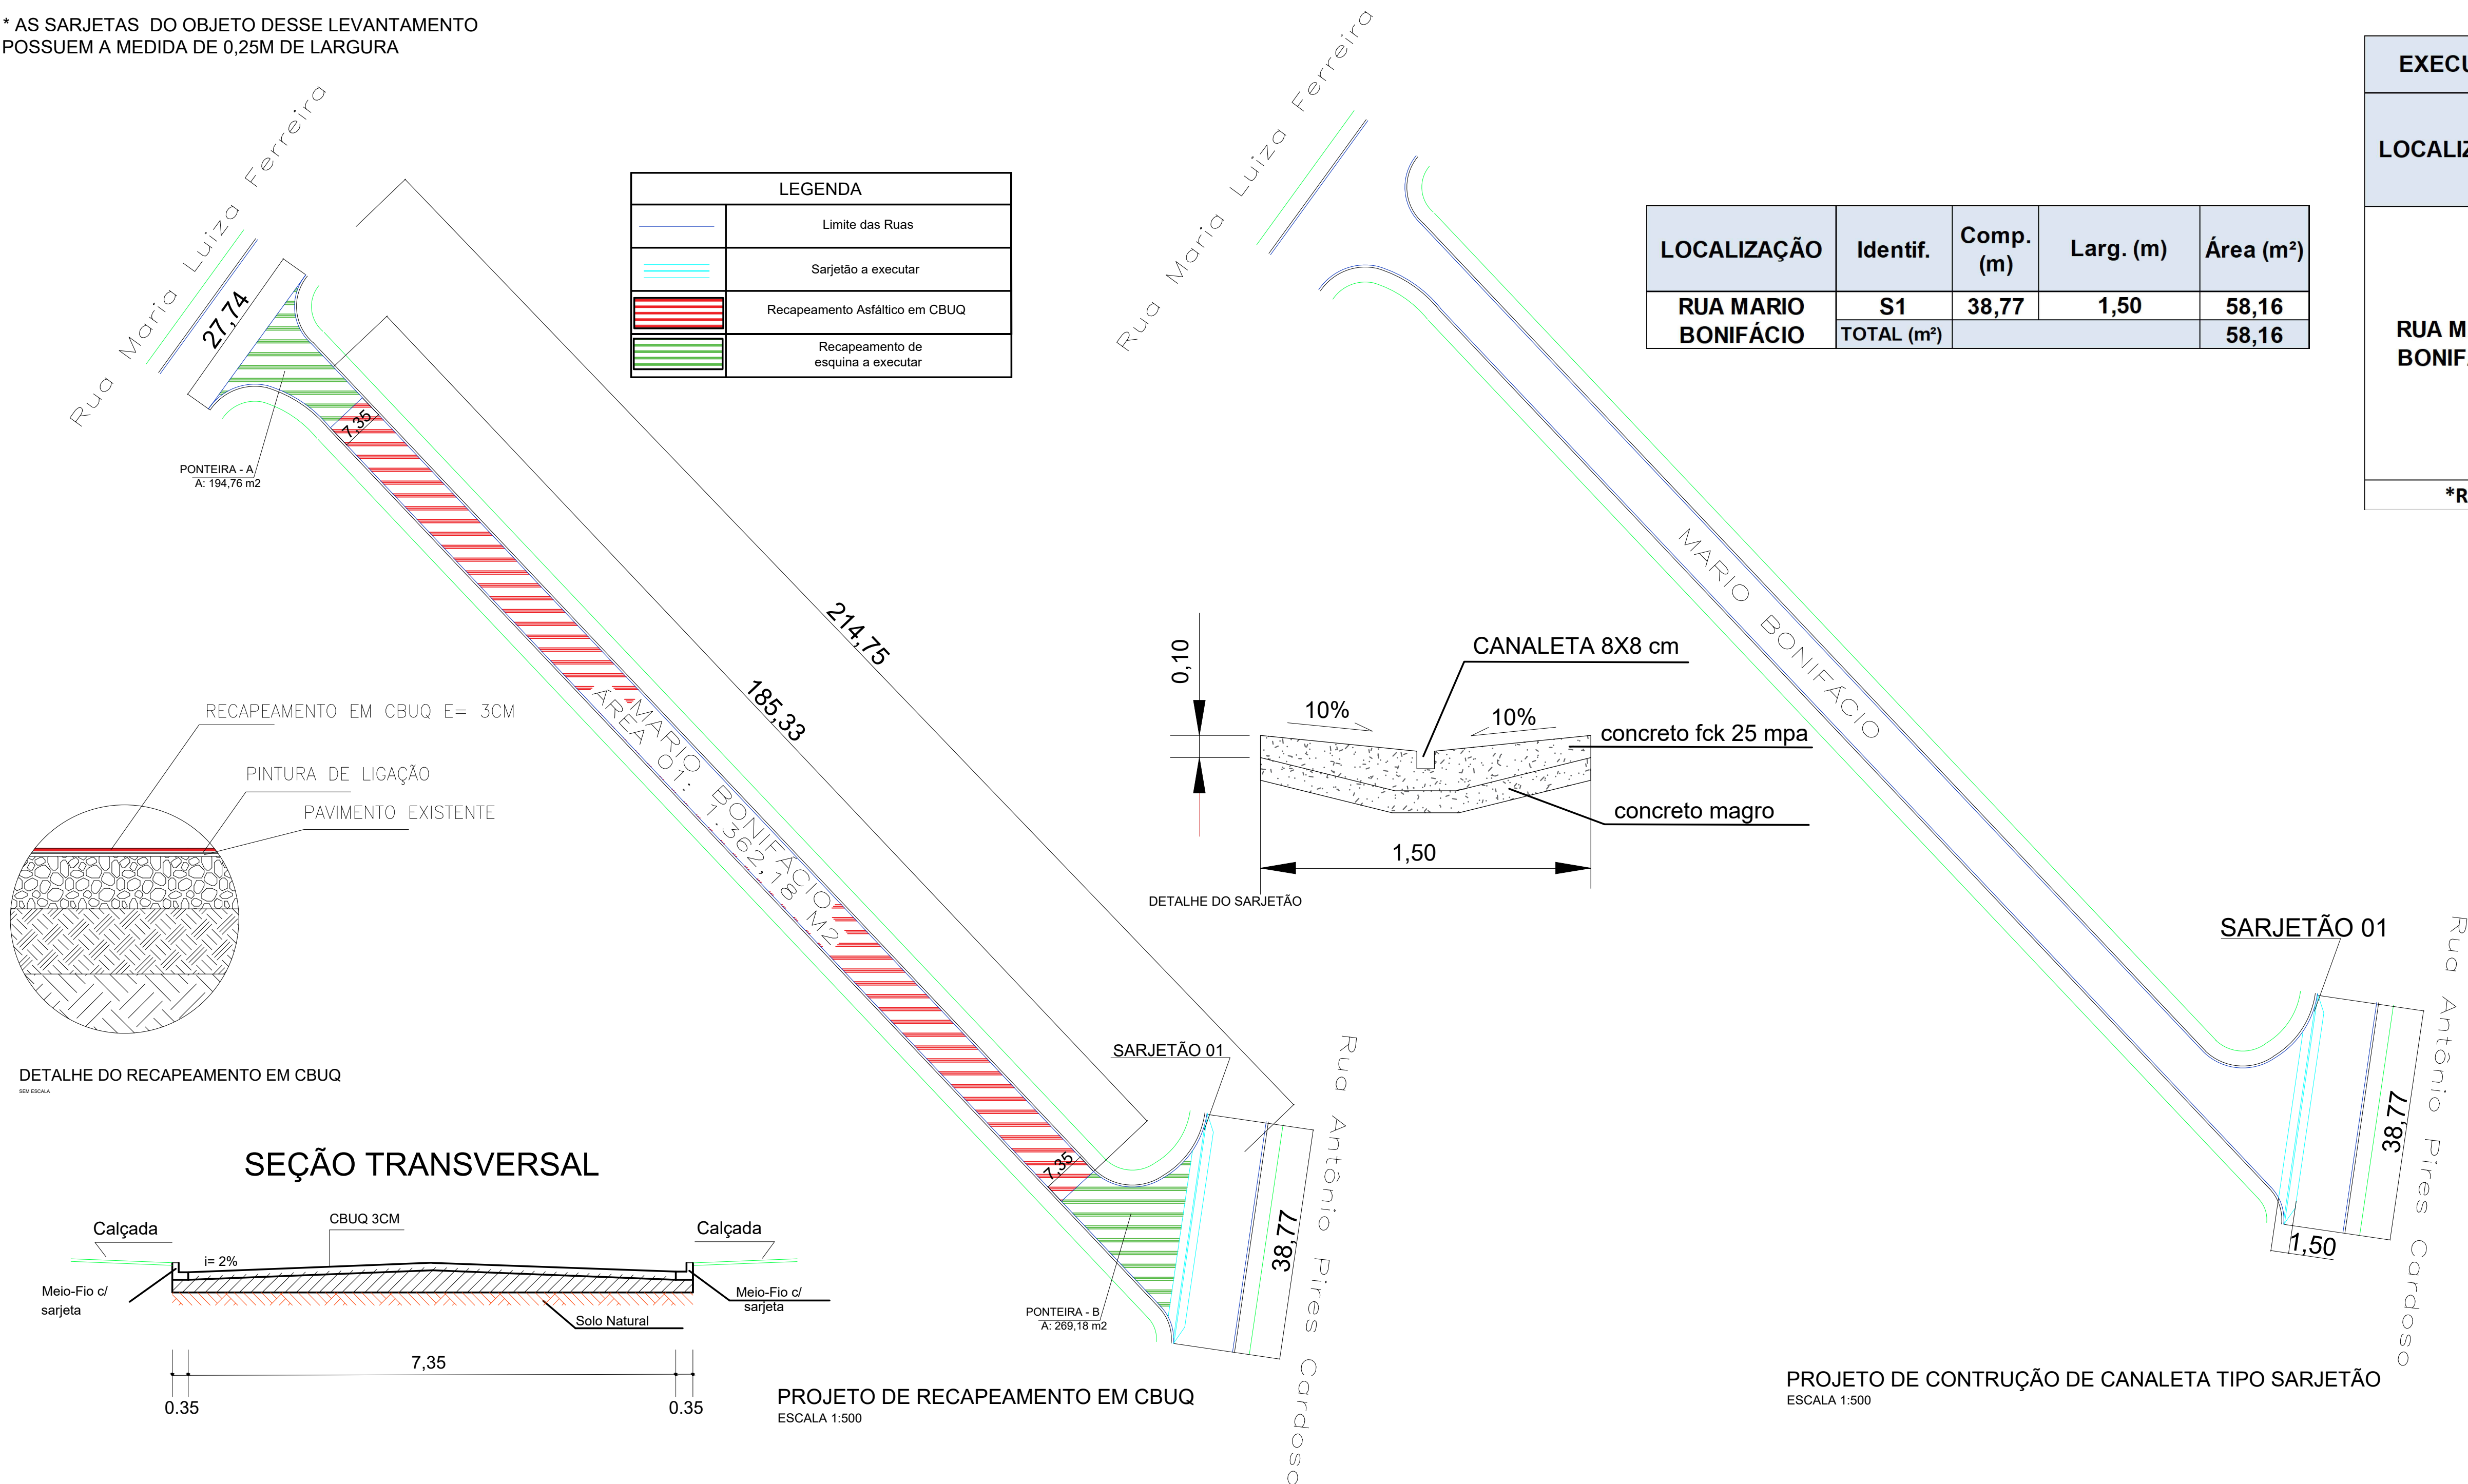 * AS SARJETAS DO OBJETO DESSE LEVANTAMENTO
POSSUEM A MEDIDA DE 0,25M DE LARGURA
Rua Maria Luiza Ferreira
27,74
7,35
PONTEIRA - A
A: 194,76 m2
LEGENDA
Limite das Ruas
Sarjetão a executar
Recapeamento Asfáltico em CBUQ
Recapeamento de
esquina a executar
214,75
185,33
MARIO BONIFÁCIO
ÁREA 01: 1.362,18 M2
RECAPEAMENTO EM CBUQ E= 3CM
PINTURA DE LIGAÇÃO
PAVIMENTO EXISTENTE
DETALHE DO RECAPEAMENTO EM CBUQ
SEM ESCALA
SARJETÃO 01
7,35
38,77
PONTEIRA - B
A: 269,18 m2
Rua Antônio Pires Cardoso
SEÇÃO TRANSVERSAL
Calçada
CBUQ 3CM
Calçada
i= 2%
Meio-Fio c/
sarjeta
Meio-Fio c/
sarjeta
Solo Natural
7,35
0.35
0.35
PROJETO DE RECAPEAMENTO EM CBUQ
ESCALA 1:500
Rua Maria Luiza Ferreira
LOCALIZAÇÃO Identif. Comp. (m) Larg. (m) Área (m²)
RUA MARIO BONIFÁCIO S1 38,77 1,50 58,16
TOTAL (m²) 58,16
EXECU
LOCALIZ
RUA M
BONIF
*R
MARIO BONIFÁCIO
0,10
CANALETA 8X8 cm
10%
10%
concreto fck 25 mpa
concreto magro
1,50
DETALHE DO SARJETÃO
SARJETÃO 01
Rua Antônio Pires Cardoso
38,77
1,50
PROJETO DE CONTRUÇÃO DE CANALETA TIPO SARJETÃO
ESCALA 1:500